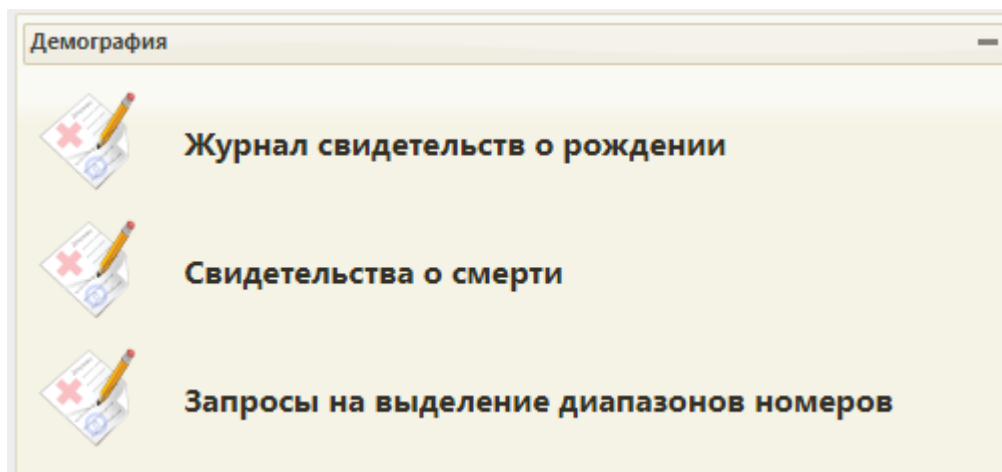 Демография
Журнал свидетельств о рождении
Свидетельства о смерти
Запросы на выделение диапазонов номеров